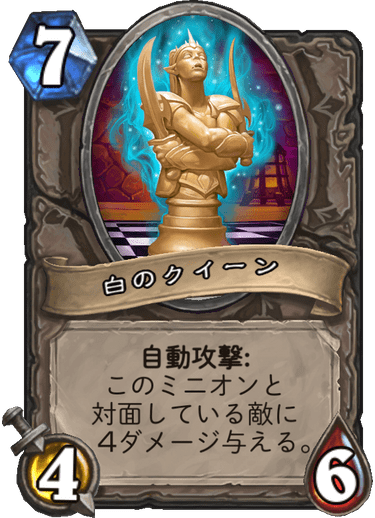 7
白のクイーン
自動攻撃:
このミニオンと
対面している敵に
4ダメージ与える。
4
6